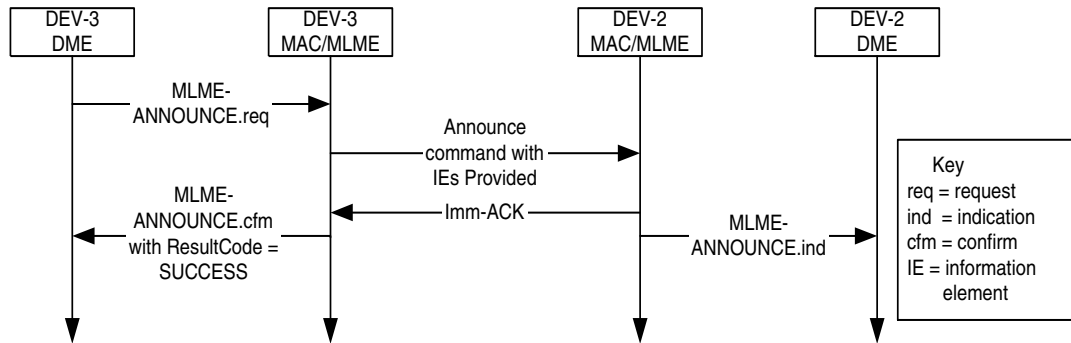 DEV-3
DME
DEV-3
MAC/MLME
DEV-2
MAC/MLME
DEV-2
DME
MLME-
ANNOUNCE.req
Announce
command with
IEs Provided
Imm-ACK
MLME-
ANNOUNCE.cfm
with ResultCode =
SUCCESS
MLME-
ANNOUNCE.ind
Key
req = request
ind = indication
cfm = confirm
IE = information
element